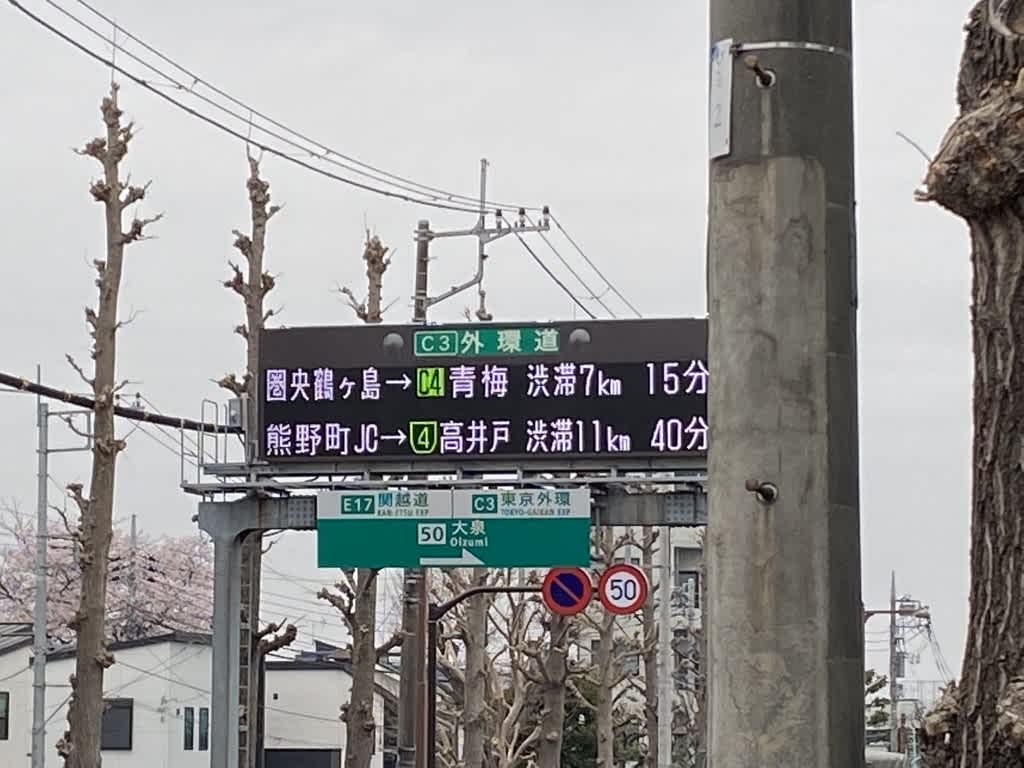 C3 外環道
圏央鶴ヶ島→C4青梅 渋滞7km 15分
熊野町JC→4高井戸 渋滞11km 40分
E17 関越道 KAN-ETSU EXP
C3 東京外環 TOKYO-GAIKAN EXP
50 大泉 Oizumi
50
2